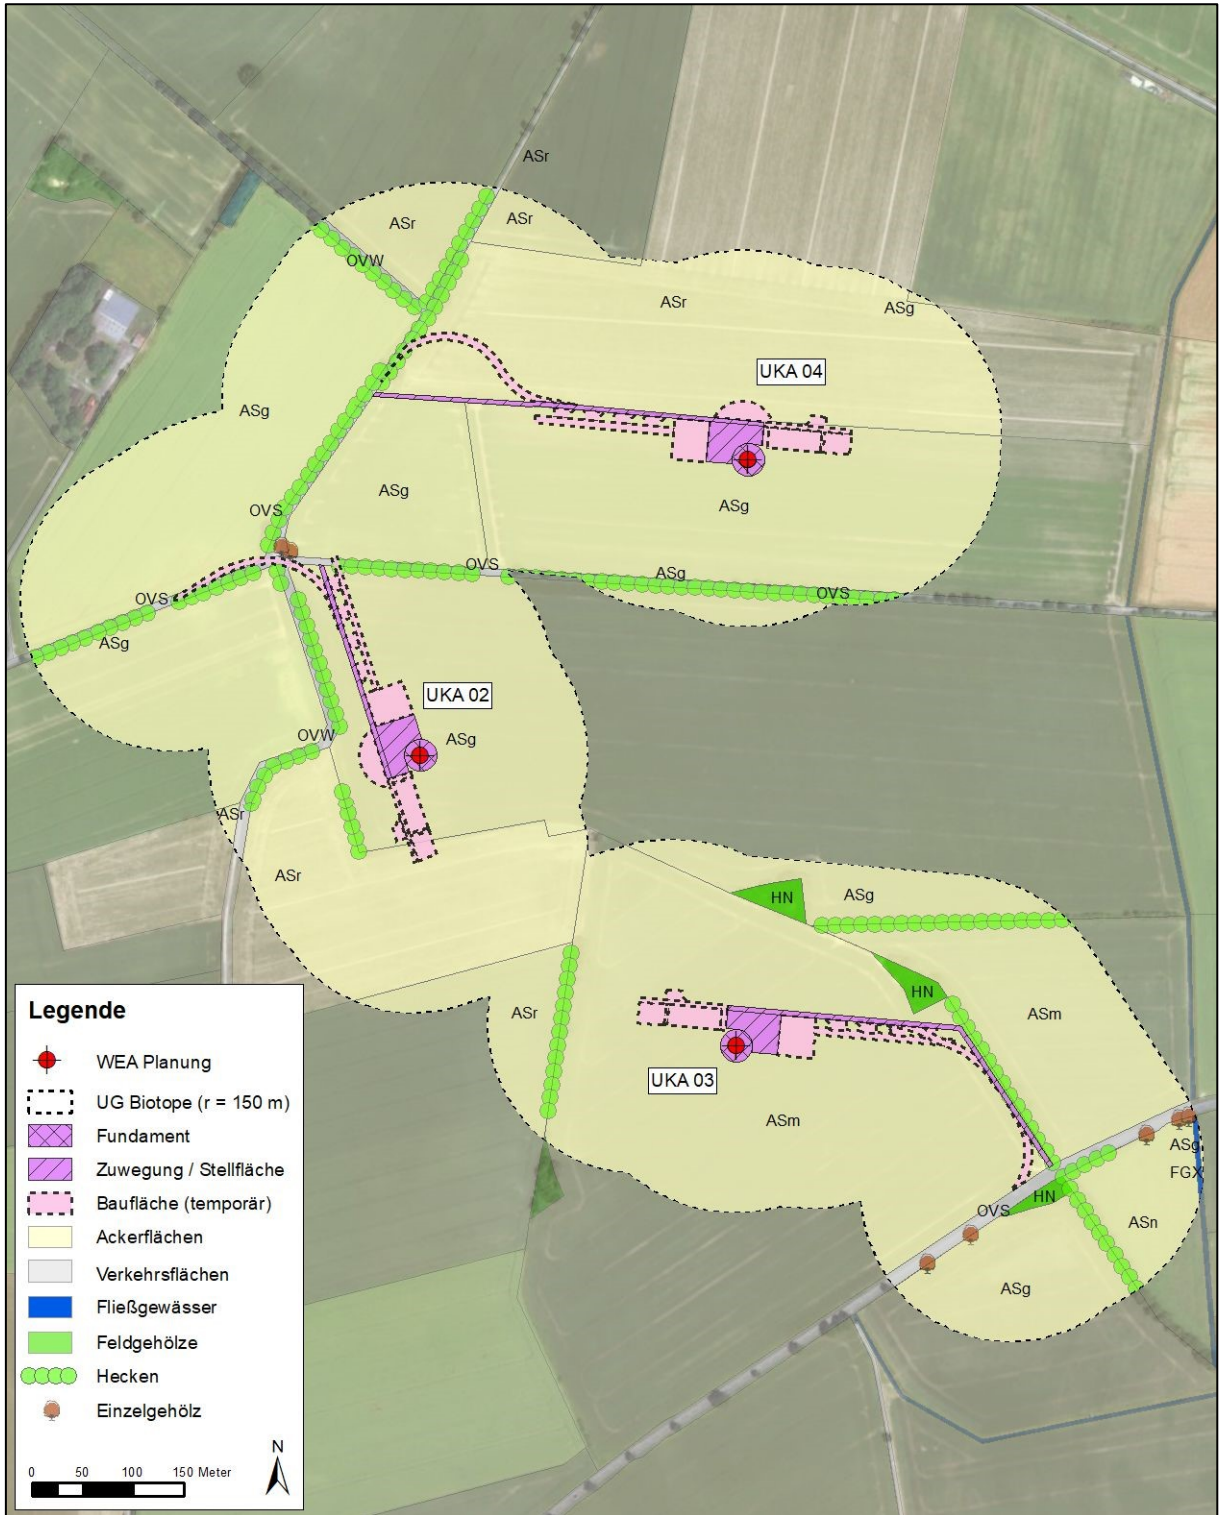 ASr
ASr
ASr
OVW
ASr
ASg
UKA 04
ASg
ASg
ASg
OVS
OVS
ASg
OVS
OVS
ASg
UKA 02
ASg
OVW
ASr
ASr
HN
ASg
HN
ASr
ASm
UKA 03
ASm
ASg
FGX
HN
OVS
ASn
ASg
Legende
WEA Planung
UG Biotope (r = 150 m)
Fundament
Zuwegung / Stellfläche
Baufläche (temporär)
Ackerflächen
Verkehrsflächen
Fließgewässer
Feldgehölze
Hecken
Einzelgehölz
N
0 50 100 150 Meter